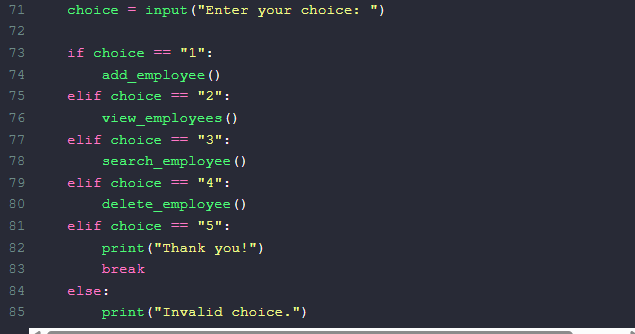 71     choice = input("Enter your choice: ")
72
73     if choice == "1":
74         add_employee()
75     elif choice == "2":
76         view_employees()
77     elif choice == "3":
78         search_employee()
79     elif choice == "4":
80         delete_employee()
81     elif choice == "5":
82         print("Thank you!")
83         break
84     else:
85         print("Invalid choice.")